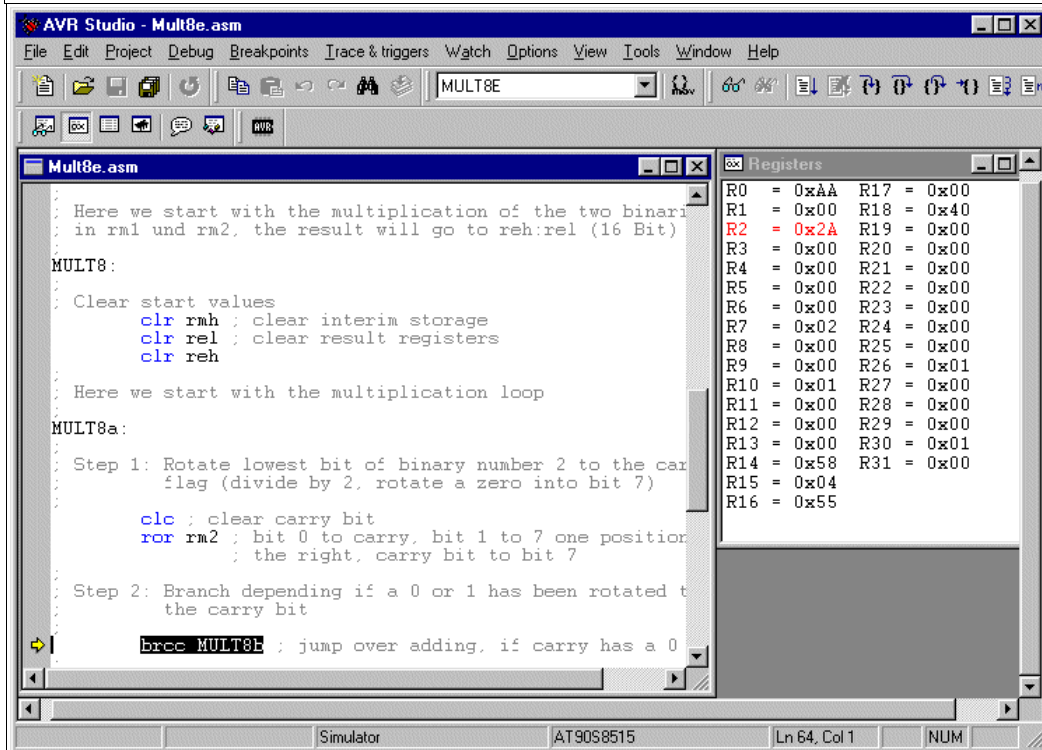 AVR Studio - Mult8e.asm
File Edit Project Debug Breakpoints Trace & triggers Watch Options View Tools Window Help
MULT8E
AVR
Mult8e.asm
;
; Here we start with the multiplication of the two binari
; in rm1 und rm2, the result will go to reh:rel (16 Bit)
;
MULT8:
;
; Clear start values
clr rmh ; clear interim storage
clr rel ; clear result registers
clr reh
;
; Here we start with the multiplication loop
;
MULT8a:
;
; Step 1: Rotate lowest bit of binary number 2 to the car
; flag (divide by 2, rotate a zero into bit 7)
;
clc ; clear carry bit
ror rm2 ; bit 0 to carry, bit 1 to 7 one position
; the right, carry bit to bit 7
;
; Step 2: Branch depending if a 0 or 1 has been rotated t
; the carry bit
;
brcc MULT8b ; jump over adding, if carry has a 0
Registers
R0 = 0xAA R17 = 0x00
R1 = 0x00 R18 = 0x40
R2 = 0x2A R19 = 0x00
R3 = 0x00 R20 = 0x00
R4 = 0x00 R21 = 0x00
R5 = 0x00 R22 = 0x00
R6 = 0x00 R23 = 0x00
R7 = 0x02 R24 = 0x00
R8 = 0x00 R25 = 0x00
R9 = 0x00 R26 = 0x01
R10 = 0x01 R27 = 0x00
R11 = 0x00 R28 = 0x00
R12 = 0x00 R29 = 0x00
R13 = 0x00 R30 = 0x01
R14 = 0x58 R31 = 0x00
R15 = 0x04
R16 = 0x55
Simulator AT90S8515 Ln 64, Col 1 NUM